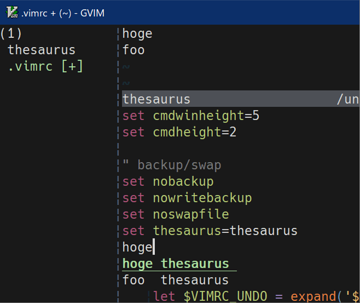 .vimrc + (~) - GVIM
(1)
thesaurus
.vimrc [+]
hoge
foo
~
~
thesaurus /un
set cmdwinheight=5
set cmdheight=2
" backup/swap
set nobackup
set nowritebackup
set noswapfile
set thesaurus=thesaurus
hoge
hoge thesaurus
foo thesaurus
let $VIMRC_UNDO = expand('$